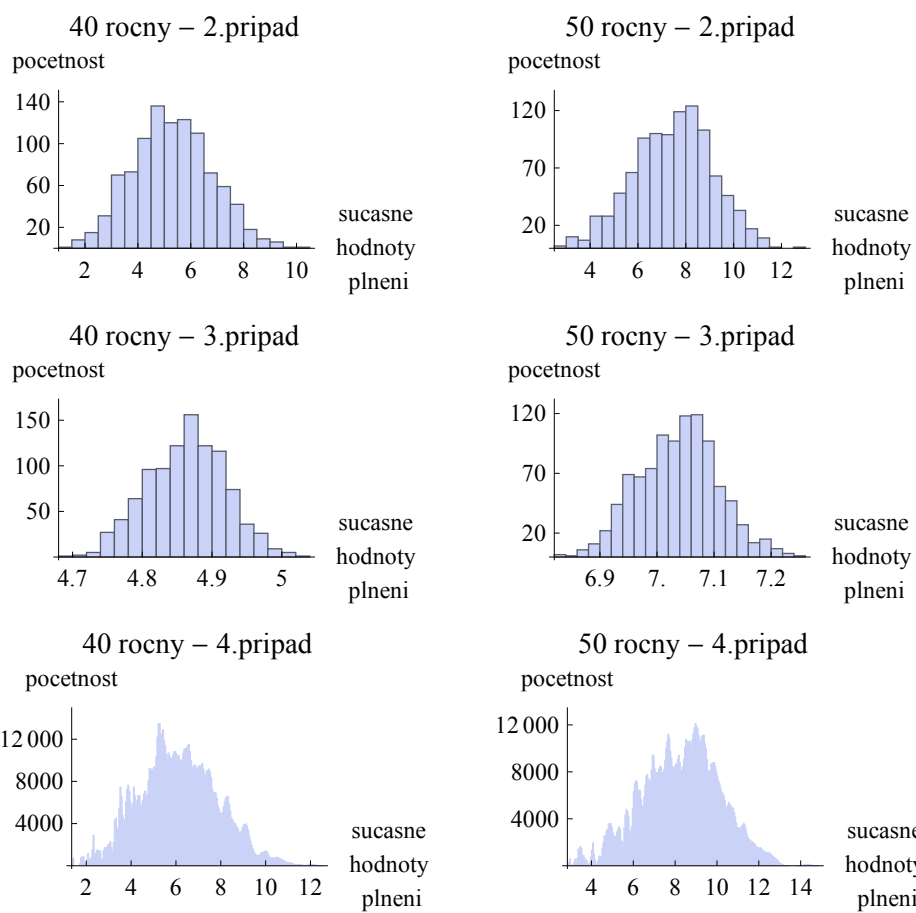 40 rocny – 2.pripad
pocetnost
140
100
60
20
2 4 6 8 10
sucasne
hodnoty
plneni
50 rocny – 2.pripad
pocetnost
120
70
20
4 6 8 10 12
sucasne
hodnoty
plneni
40 rocny – 3.pripad
pocetnost
150
100
50
4.7 4.8 4.9 5
sucasne
hodnoty
plneni
50 rocny – 3.pripad
pocetnost
120
70
20
6.9 7. 7.1 7.2
sucasne
hodnoty
plneni
40 rocny – 4.pripad
pocetnost
12 000
8000
4000
2 4 6 8 10 12
sucasne
hodnoty
plneni
50 rocny – 4.pripad
pocetnost
12 000
8000
4000
4 6 8 10 12 14
sucasne
hodnoty
plneni